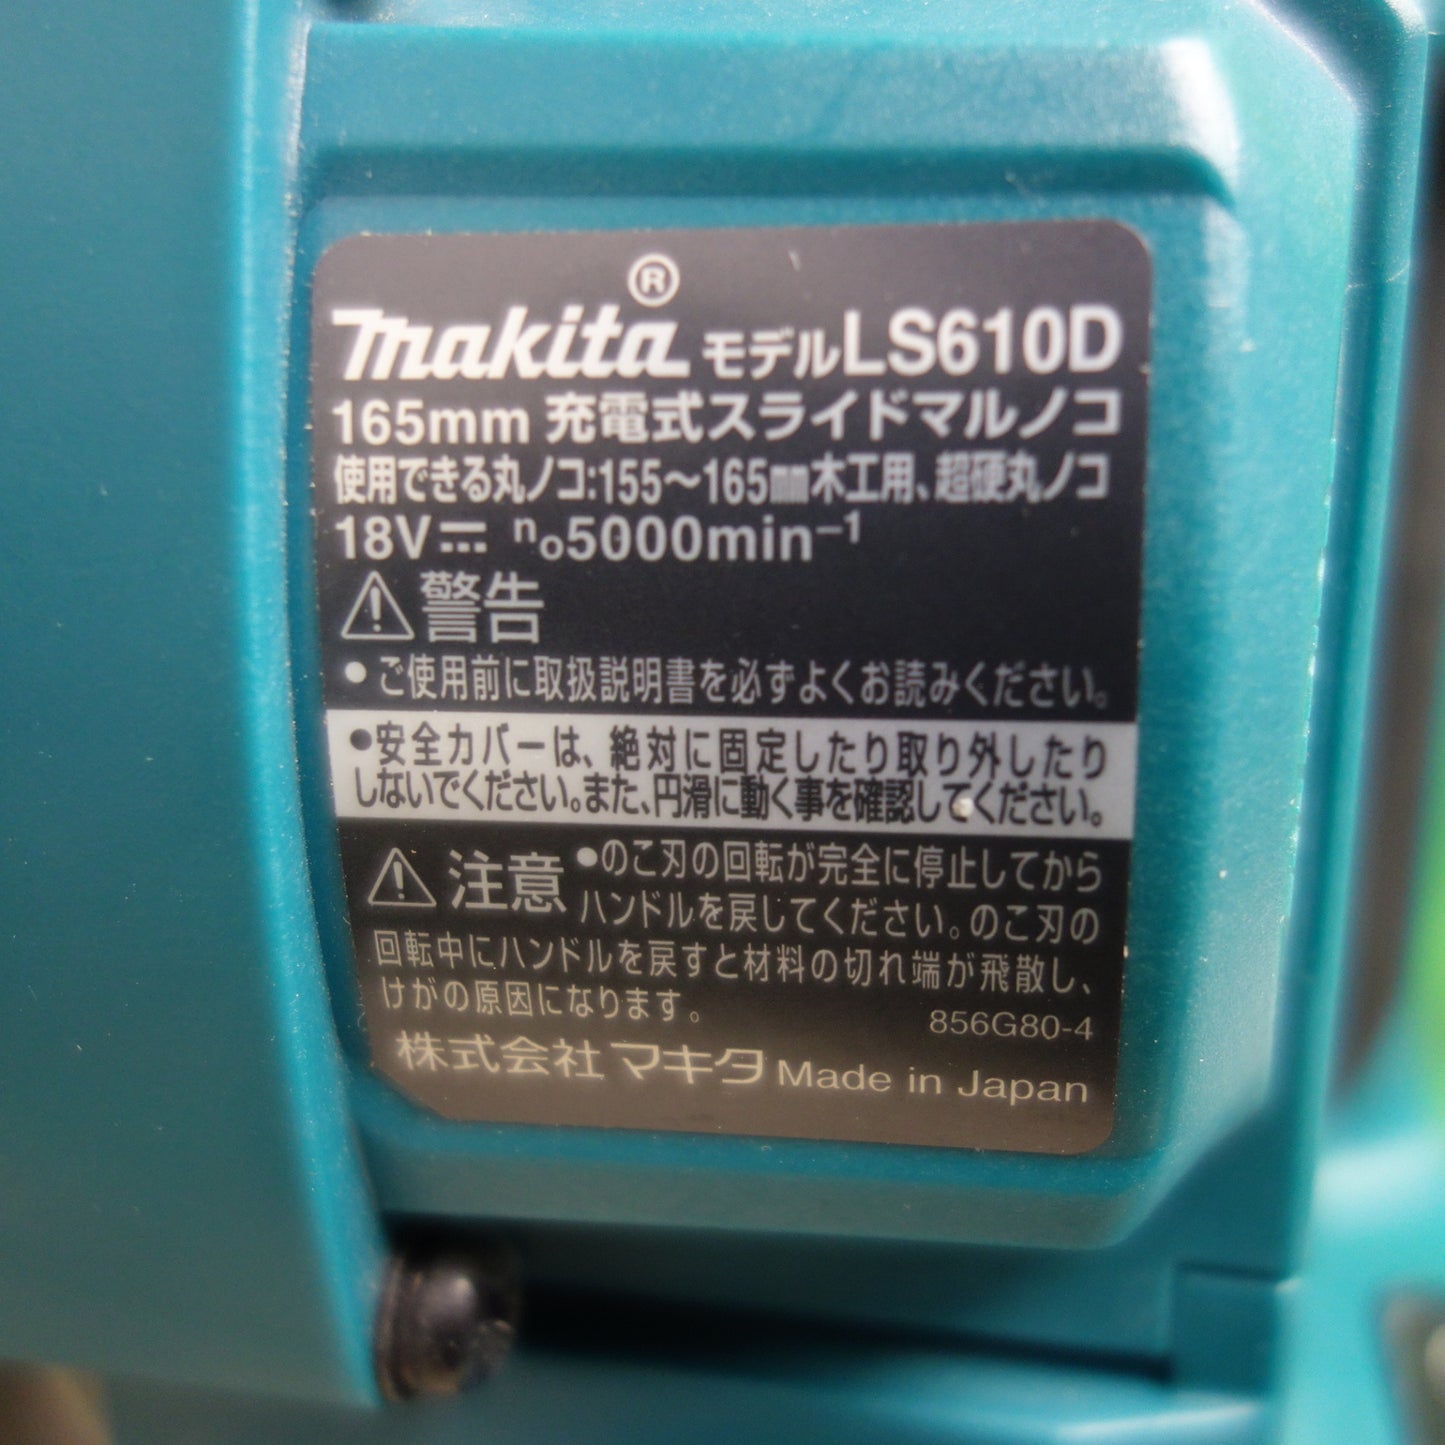 makita® モデルLS610D
165mm 充電式スライドマルノコ
使用できる丸ノコ:155～165mm木工用、超硬丸ノコ
18V⎓ n₀5000min⁻¹
⚠警告
●ご使用前に取扱説明書を必ずよくお読みください。
●安全カバーは、絶対に固定したり取り外したり
しないでください。また、円滑に動く事を確認してください。
⚠注意 ●のこ刃の回転が完全に停止してから
ハンドルを戻してください。のこ刃の
回転中にハンドルを戻すと材料の切れ端が飛散し、
けがの原因になります。
856G80-4
株式会社マキタ Made in Japan